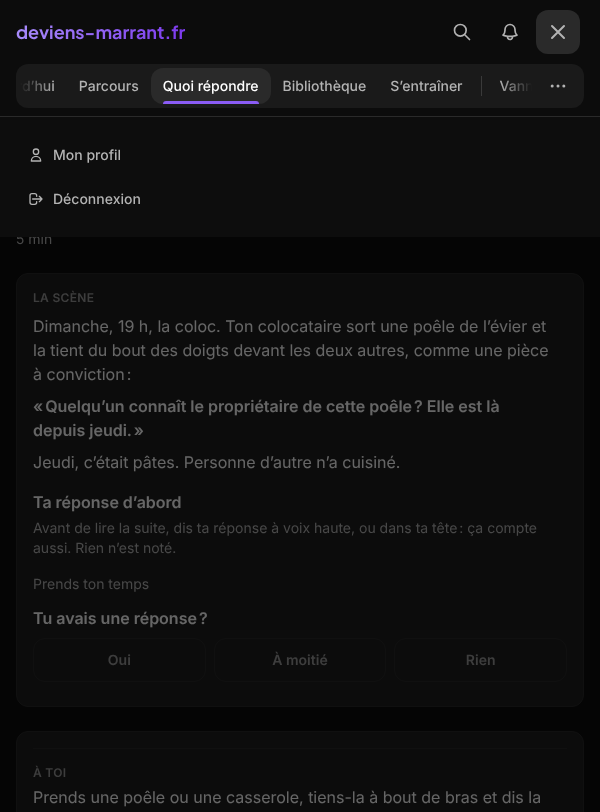 deviens-marrant.fr
d’hui Parcours Quoi répondre Bibliothèque S’entraîner Vann
Mon profil
Déconnexion
5 min
LA SCÈNE
Dimanche, 19 h, la coloc. Ton colocataire sort une poêle de l’évier et
la tient du bout des doigts devant les deux autres, comme une pièce
à conviction :
« Quelqu’un connaît le propriétaire de cette poêle ? Elle est là
depuis jeudi. »
Jeudi, c’était pâtes. Personne d’autre n’a cuisiné.
Ta réponse d’abord
Avant de lire la suite, dis ta réponse à voix haute, ou dans ta tête : ça compte
aussi. Rien n’est noté.
Prends ton temps
Tu avais une réponse ?
Oui À moitié Rien
À TOI
Prends une poêle ou une casserole, tiens-la à bout de bras et dis la